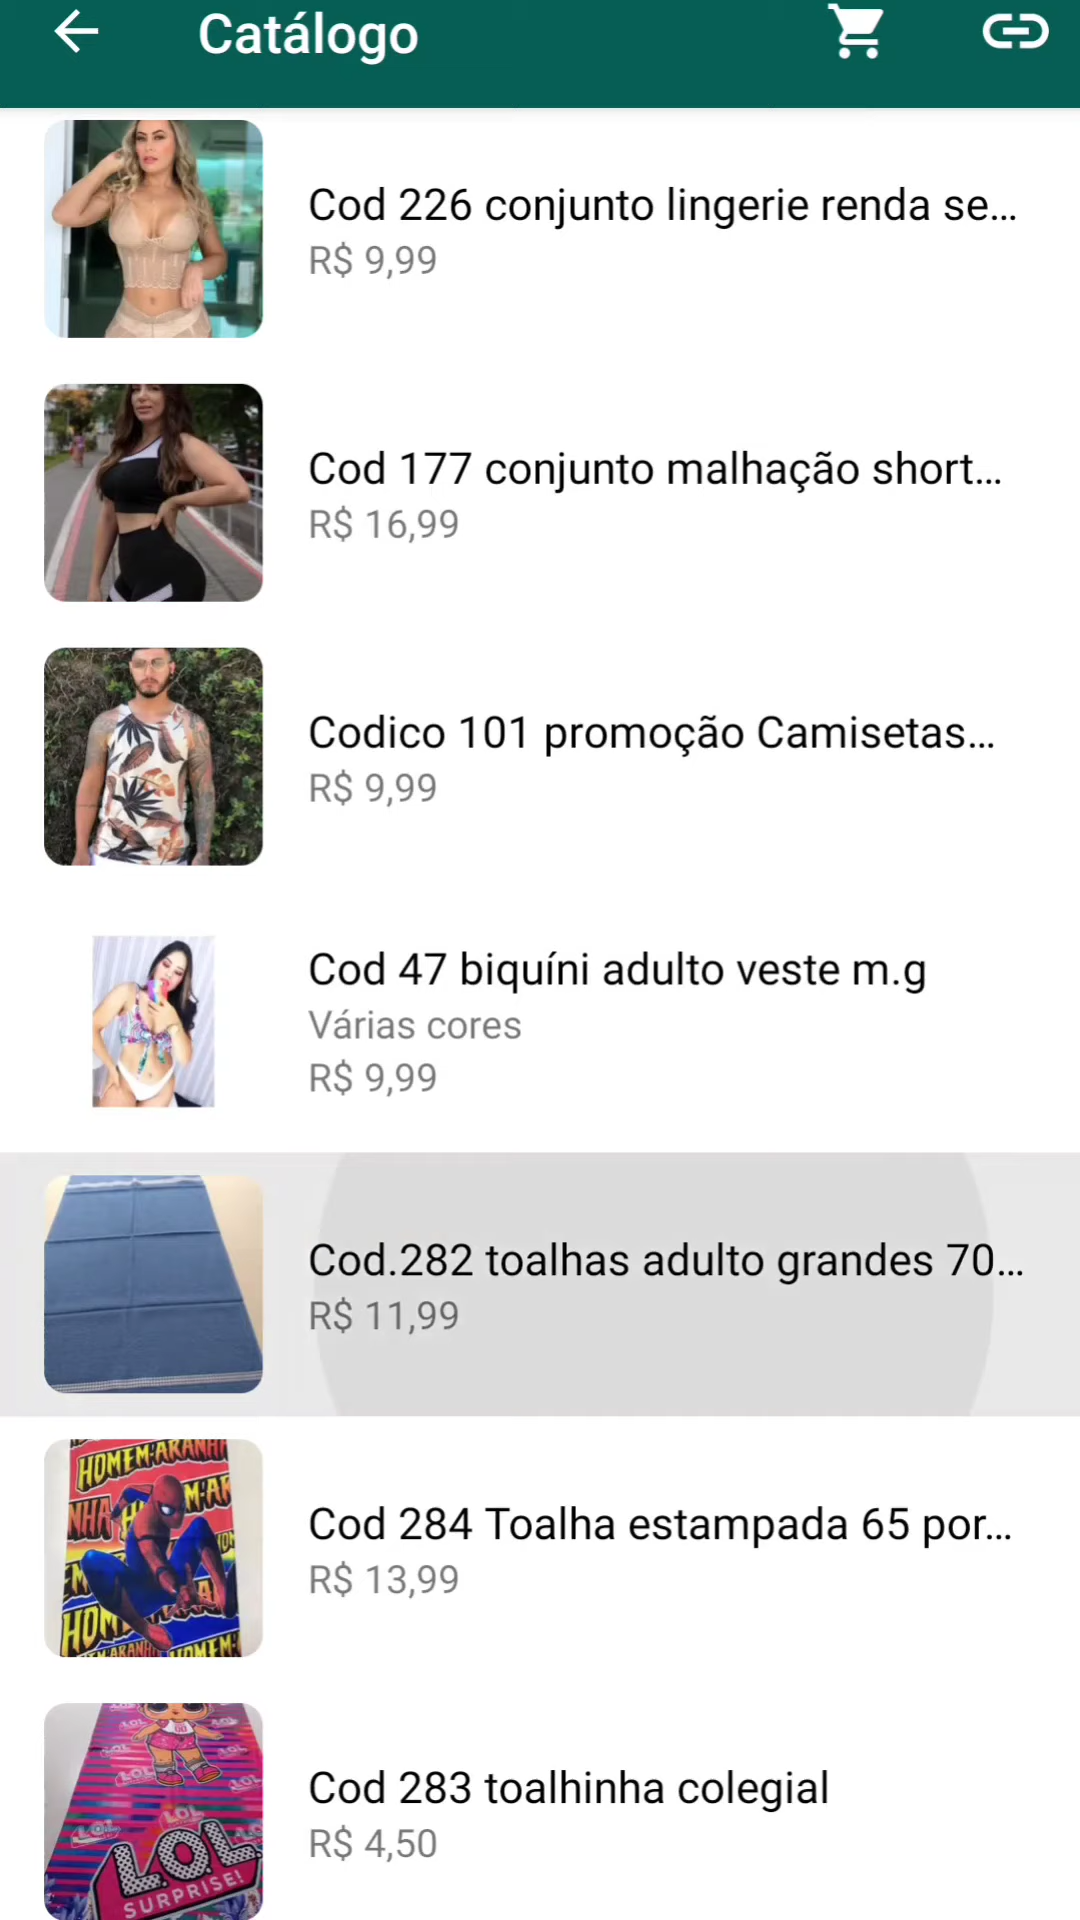 Catálogo
Cod 226 conjunto lingerie renda se...
R$ 9,99
Cod 177 conjunto malhação short...
R$ 16,99
Codico 101 promoção Camisetas...
R$ 9,99
Cod 47 biquíni adulto veste m.g
Várias cores
R$ 9,99
Cod.282 toalhas adulto grandes 70...
R$ 11,99
HOMEM-ARANHA
Cod 284 Toalha estampada 65 por...
R$ 13,99
Cod 283 toalhinha colegial
R$ 4,50
L.O.L.
SURPRISE!